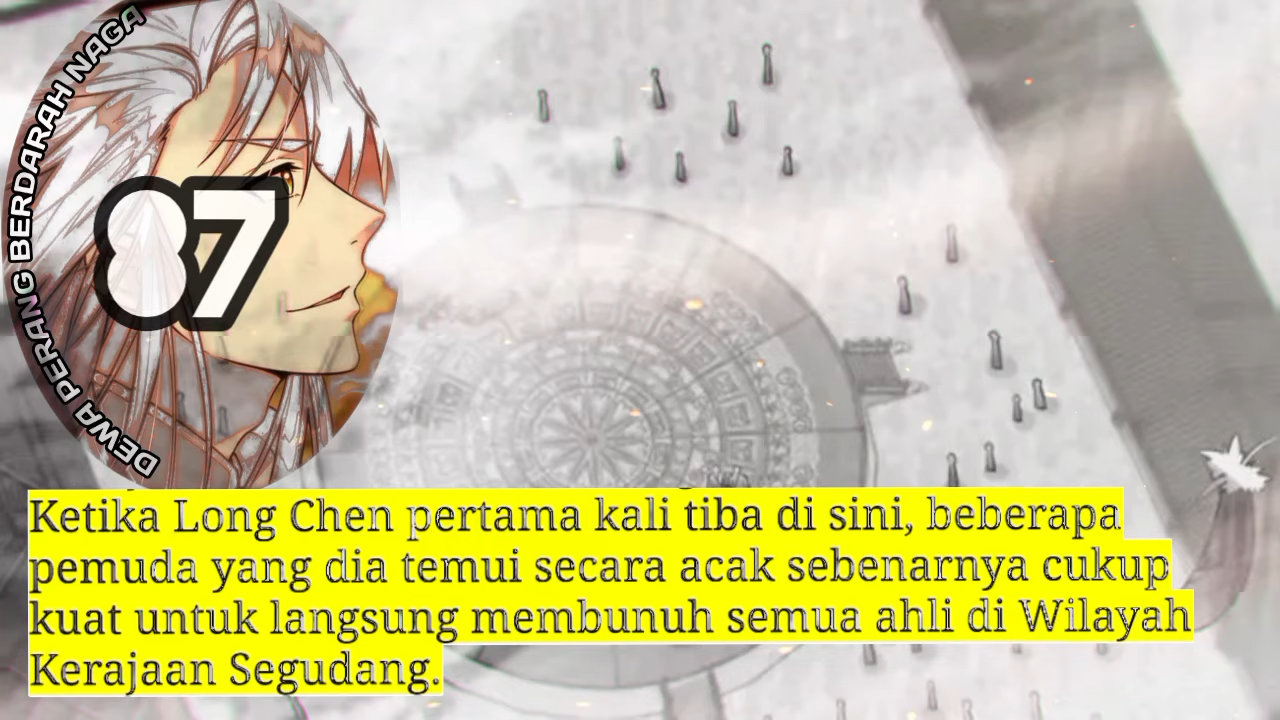 DEWA PERANG BERDARAH NAGA
87
Ketika Long Chen pertama kali tiba di sini, beberapa
pemuda yang dia temui secara acak sebenarnya cukup
kuat untuk langsung membunuh semua ahli di Wilayah
Kerajaan Segudang.